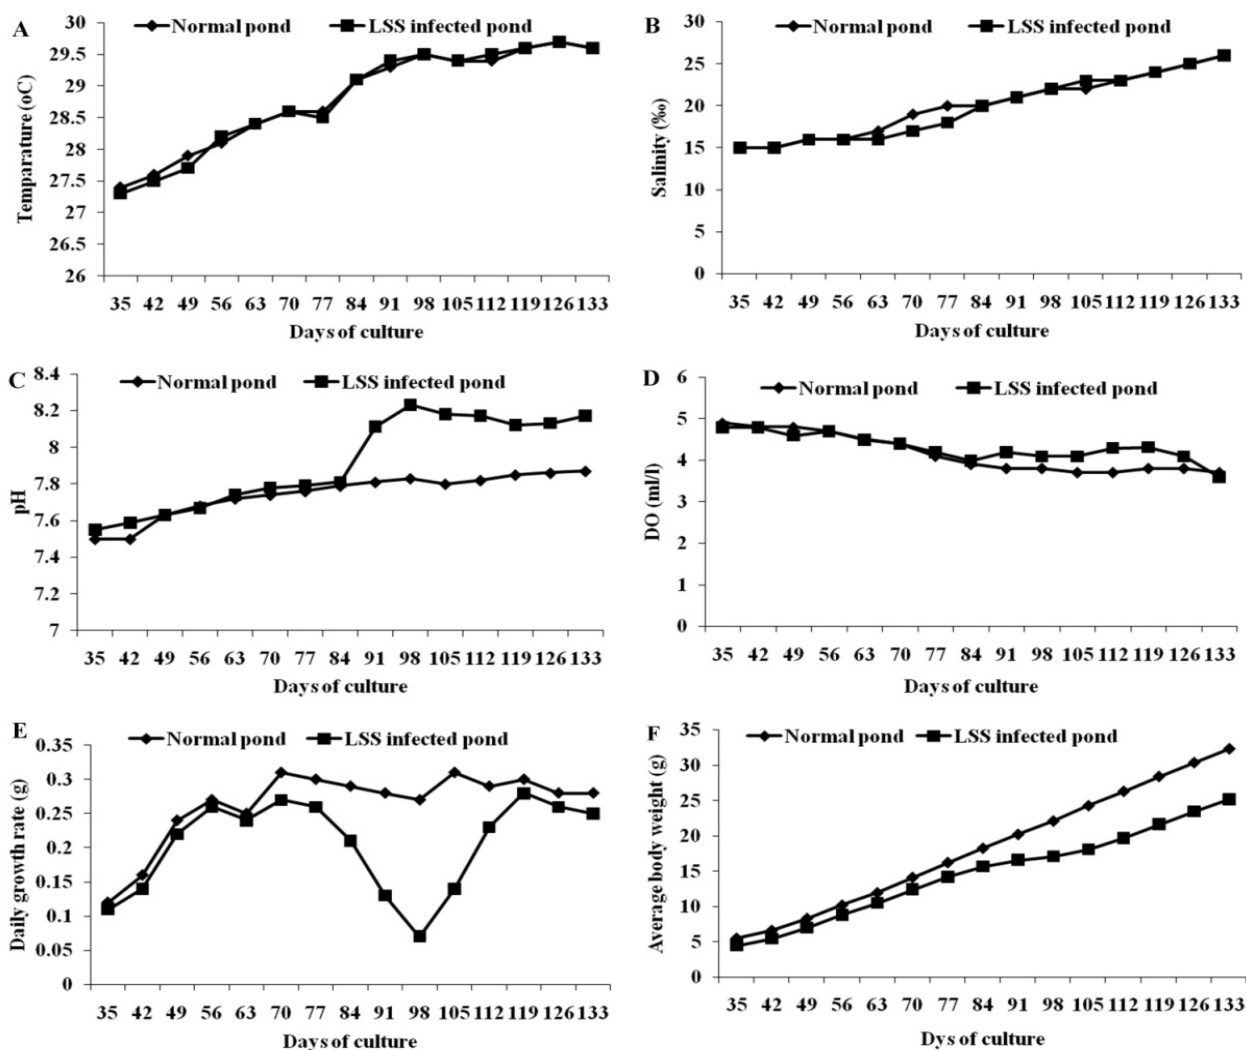 A
Normal pond LSS infected pond
Temparature (oC)
30
29.5
29
28.5
28
27.5
27
26.5
26
35 42 49 56 63 70 77 84 91 98 105 112 119 126 133
Days of culture
B
Normal pond LSS infected pond
Salinity (‰)
30
25
20
15
10
5
0
35 42 49 56 63 70 77 84 91 98 105 112 119 126 133
Days of culture
C
Normal pond LSS infected pond
pH
8.4
8.2
8
7.8
7.6
7.4
7.2
7
35 42 49 56 63 70 77 84 91 98 105 112 119 126 133
Days of culture
D
Normal pond LSS infected pond
DO (ml/l)
6
5
4
3
2
1
0
35 42 49 56 63 70 77 84 91 98 105 112 119 126 133
Days of culture
E
Normal pond LSS infected pond
Daily growth rate (g)
0.35
0.3
0.25
0.2
0.15
0.1
0.05
0
35 42 49 56 63 70 77 84 91 98 105 112 119 126 133
Days of culture
F
Normal pond LSS infected pond
Average body weight (g)
35
30
25
20
15
10
5
0
35 42 49 56 63 70 77 84 91 98 105 112 119 126 133
Dys of culture